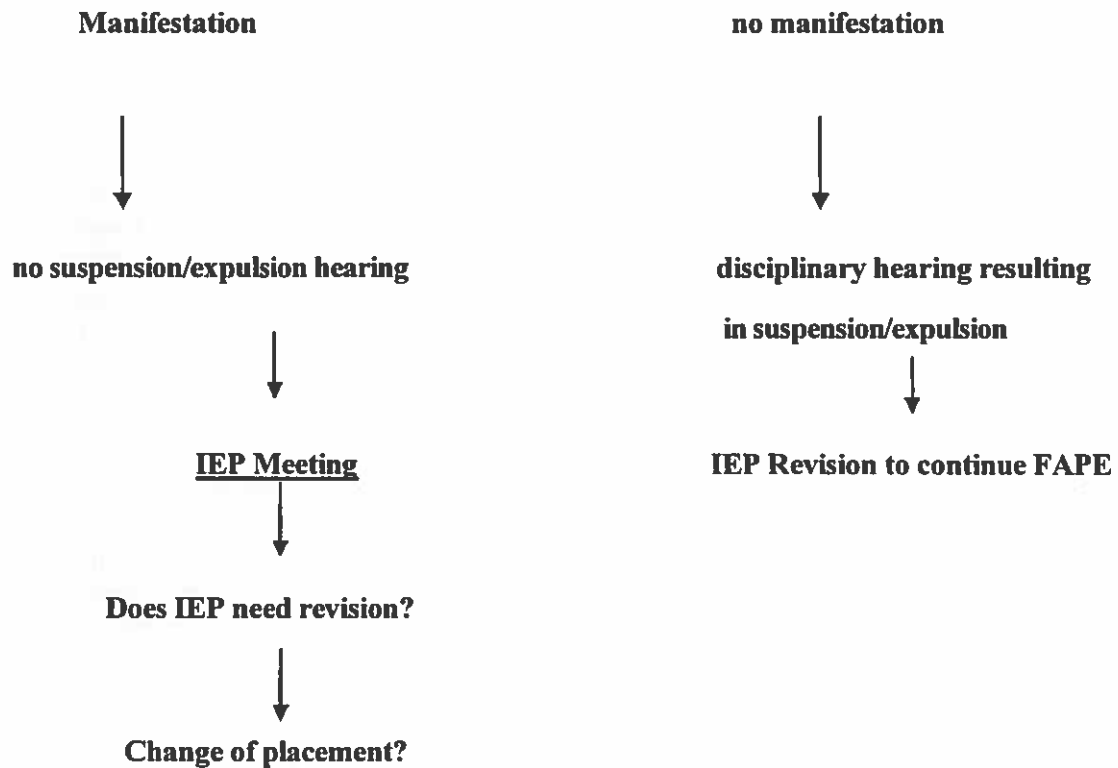 Manifestation
no manifestation
no suspension/expulsion hearing
disciplinary hearing resulting
in suspension/expulsion
IEP Meeting
IEP Revision to continue FAPE
Does IEP need revision?
Change of placement?